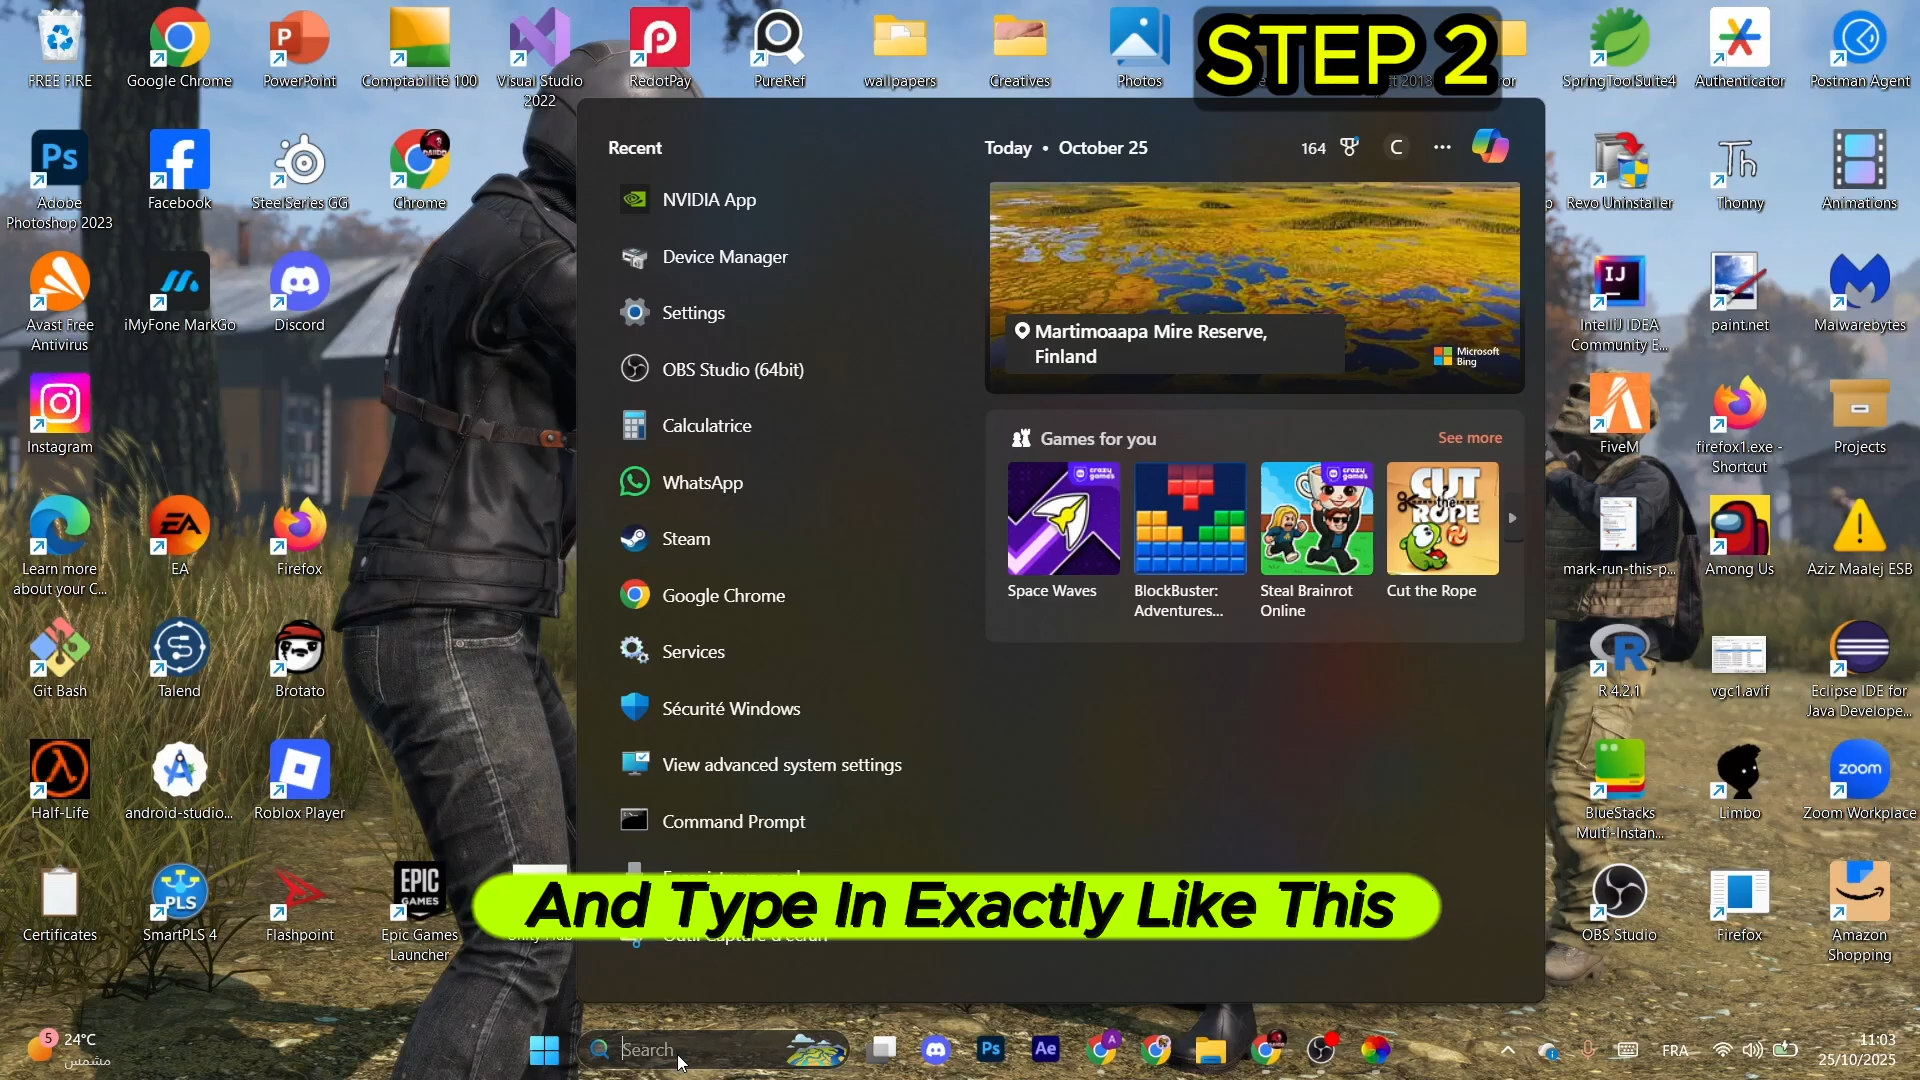 STEP 2
FREE FIRE
Google Chrome
PowerPoint
Comptabilité 100
Visual Studio
2022
RedotPay
PureRef
wallpapers
Creatives
Photos
SpringToolSuite4
Authenticator
Postman Agent
Adobe
Photoshop 2023
Facebook
SteelSeries GG
Chrome
Revo Uninstaller
Thonny
Animations
Avast Free
Antivirus
iMyFone MarkGo
Discord
IntelliJ IDEA
Community E...
paint.net
Malwarebytes
Instagram
FiveM
firefox1.exe -
Shortcut
Projects
Learn more
about your C...
EA
Firefox
mark-run-this-p...
Among Us
Aziz Maalej ESB
Git Bash
Talend
Brotato
R 4.2.1
vgc1.avif
Eclipse IDE for
Java Develope...
Half-Life
android-studio...
Roblox Player
BlueStacks
Multi-Instan...
Limbo
Zoom Workplace
Certificates
SmartPLS 4
Flashpoint
Epic Games
Launcher
OBS Studio
Firefox
Amazon
Shopping
Recent
NVIDIA App
Device Manager
Settings
OBS Studio (64bit)
Calculatrice
WhatsApp
Steam
Google Chrome
Services
Sécurité Windows
View advanced system settings
Command Prompt
Today • October 25
164
C
Martimoaapa Mire Reserve,
Finland
Microsoft
Bing
Games for you
See more
Space Waves
BlockBuster:
Adventures...
Steal Brainrot
Online
Cut the Rope
And Type In Exactly Like This
5
24°C
مشمس
Search
FRA
11:03
25/10/2025